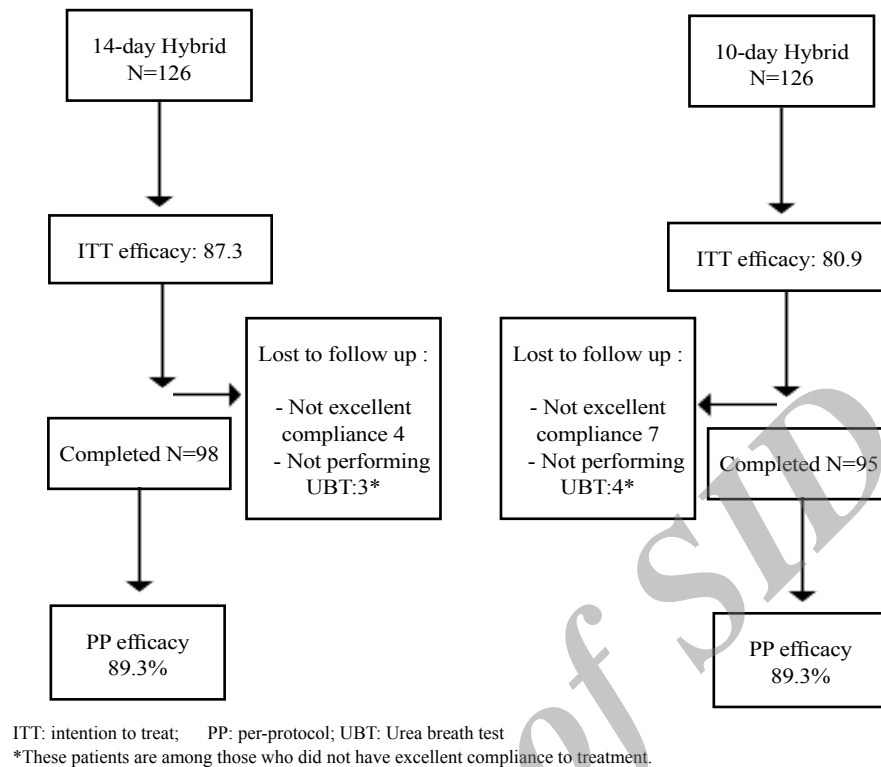 14-day Hybrid
N=126
10-day Hybrid
N=126
ITT efficacy: 87.3
ITT efficacy: 80.9
Lost to follow up :
- Not excellent
compliance 4
- Not performing
UBT:3*
Lost to follow up :
- Not excellent
compliance 7
- Not performing
UBT:4*
Completed N=98
Completed N=95
PP efficacy
89.3%
PP efficacy
89.3%
ITT: intention to treat; PP: per-protocol; UBT: Urea breath test
*These patients are among those who did not have excellent compliance to treatment.
of SID